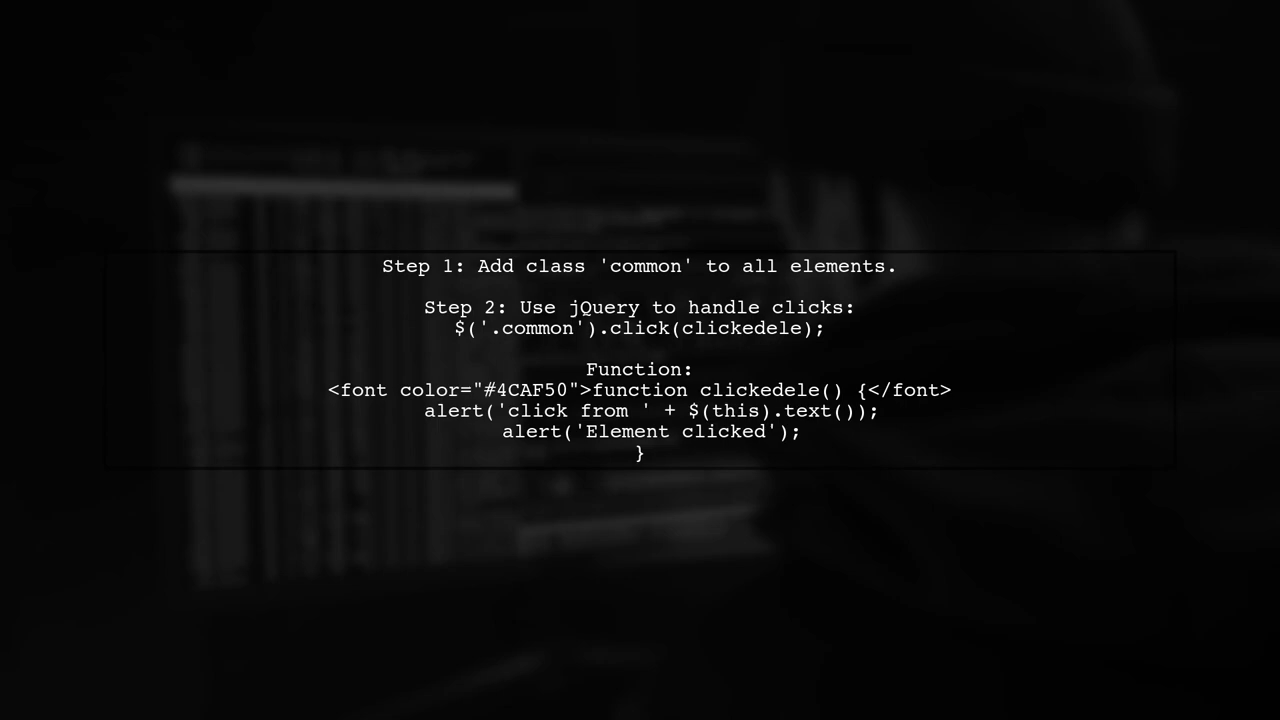 Step 1: Add class 'common' to all elements.
Step 2: Use jQuery to handle clicks:
$('.common').click(clickedele);
Function:
<font color="#4CAF50">function clickedele() {</font>
alert('click from ' + $(this).text());
alert('Element clicked');
}